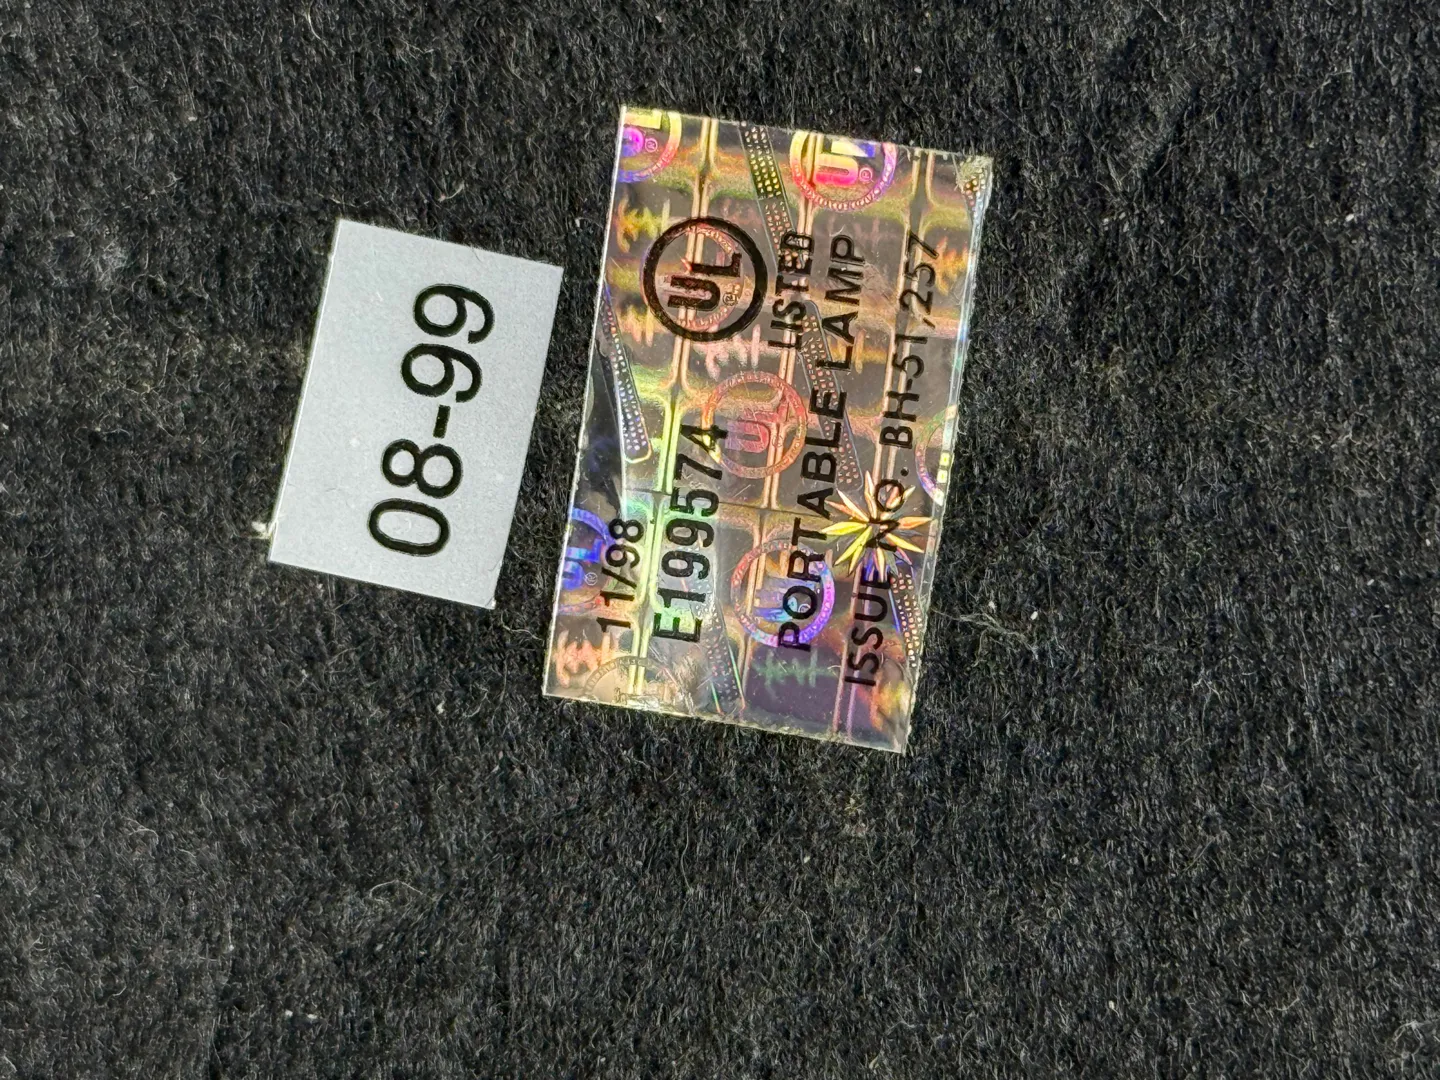 08-99
11/98
E199574
UL
LISTED
PORTABLE LAMP
ISSUE NO. BH-51,257